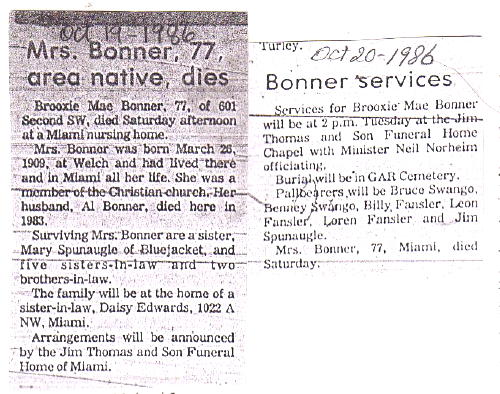 Oct 19-1986
Mrs. Bonner, 77,
area native, dies
Brooxie Mae Bonner, 77, of 601
Second SW, died Saturday afternoon
at a Miami nursing home.
Mrs. Bonner was born March 26,
1909, at Welch and had lived there
and in Miami all her life. She was a
member of the Christian church. Her
husband, Al Bonner, died here in
1983.
Surviving Mrs. Bonner are a sister,
Mary Spunaugle of Bluejacket, and
five sisters-in-law and two
brothers-in-law.
The family will be at the home of a
sister-in-law, Daisy Edwards, 1022 A
NW, Miami.
Arrangements will be announced
by the Jim Thomas and Son Funeral
Home of Miami.
Turley.
Oct 20-1986
Bonner services
Services for Brooxie Mae Bonner
will be at 2 p.m. Tuesday at the Jim
Thomas and Son Funeral Home
Chapel with Minister Neil Norheim
officiating.
Burial will be in GAR Cemetery.
Pallbearers will be Bruce Swango,
Benney Swango, Billy Fansler, Leon
Fansler, Loren Fansler and Jim
Spunaugle.
Mrs. Bonner, 77, Miami, died
Saturday.